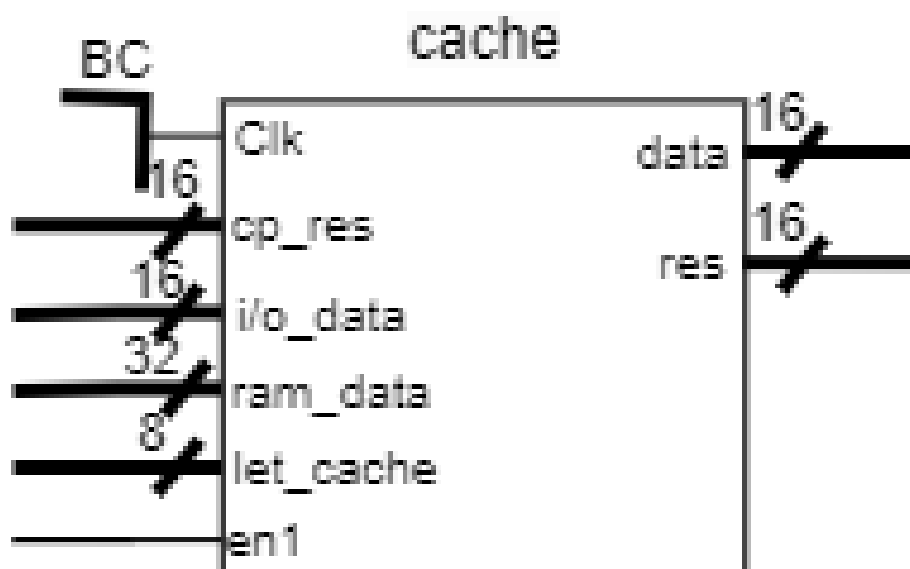 cache
BC
Clk
16
data
16
cp_res
16
res
16
i/o_data
32
ram_data
8
let_cache
en1